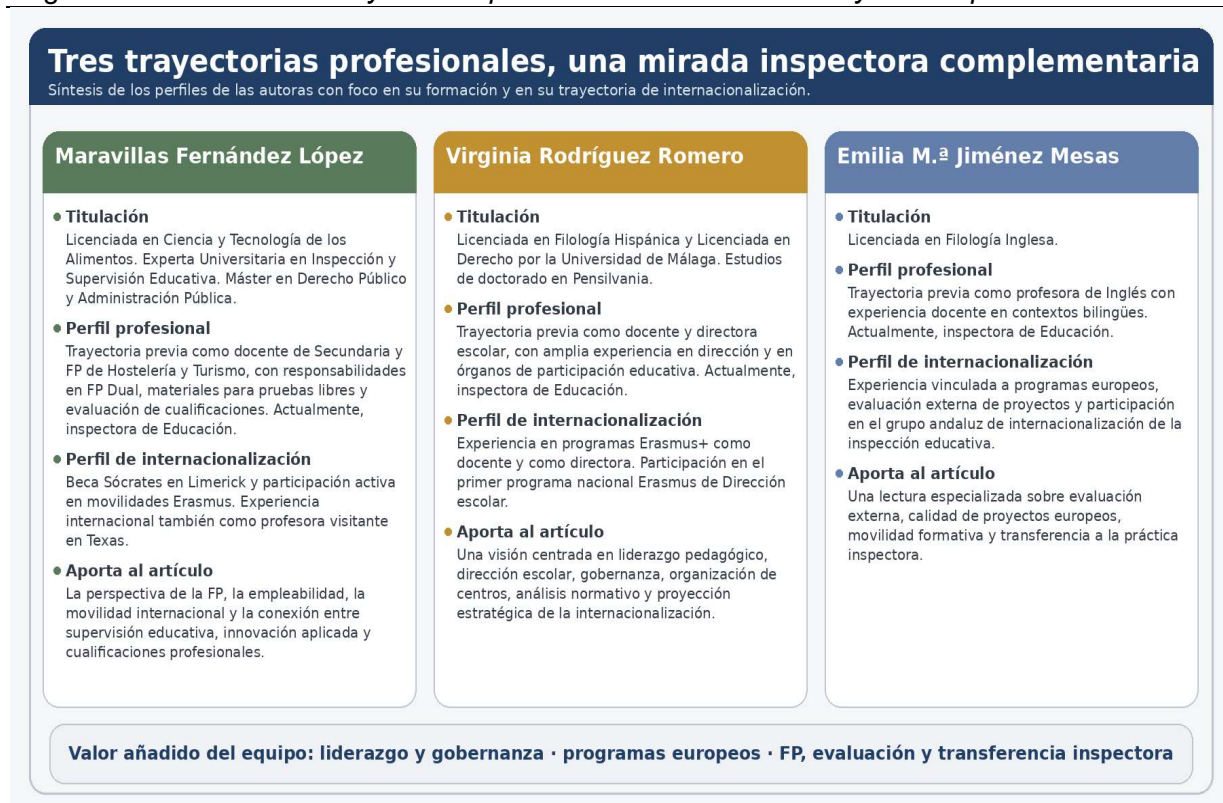 Tres trayectorias profesionales, una mirada inspectora complementaria
Síntesis de los perfiles de las autoras con foco en su formación y en su trayectoria de internacionalización.
Maravillas Fernández López
Titulación
Licenciada en Ciencia y Tecnología de los
Alimentos. Experta Universitaria en Inspección y
Supervisión Educativa. Máster en Derecho Público
y Administración Pública.
Perfil profesional
Trayectoria previa como docente de Secundaria y
FP de Hostelería y Turismo, con responsabilidades
en FP Dual, materiales para pruebas libres y
evaluación de cualificaciones. Actualmente,
inspectora de Educación.
Perfil de internacionalización
Beca Sócrates en Limerick y participación activa
en movilidades Erasmus. Experiencia
internacional también como profesora visitante
en Texas.
Aporta al artículo
La perspectiva de la FP, la empleabilidad, la
movilidad internacional y la conexión entre
supervisión educativa, innovación aplicada y
cualificaciones profesionales.
Virginia Rodríguez Romero
Titulación
Licenciada en Filología Hispánica y Licenciada en
Derecho por la Universidad de Málaga. Estudios
de doctorado en Pensilvania.
Perfil profesional
Trayectoria previa como docente y directora
escolar, con amplia experiencia en dirección y en
órganos de participación educativa. Actualmente,
inspectora de Educación.
Perfil de internacionalización
Experiencia en programas Erasmus+ como
docente y como directora. Participación en el
primer programa nacional Erasmus de Dirección
escolar.
Aporta al artículo
Una visión centrada en liderazgo pedagógico,
dirección escolar, gobernanza, organización de
centros, análisis normativo y proyección
estratégica de la internacionalización.
Emilia M.ª Jiménez Mesas
Titulación
Licenciada en Filología Inglesa.
Perfil profesional
Trayectoria previa como profesora de Inglés con
experiencia docente en contextos bilingües.
Actualmente, inspectora de Educación.
Perfil de internacionalización
Experiencia vinculada a programas europeos,
evaluación externa de proyectos y participación
en el grupo andaluz de internacionalización de la
inspección educativa.
Aporta al artículo
Una lectura especializada sobre evaluación
externa, calidad de proyectos europeos,
movilidad formativa y transferencia a la práctica
inspectora.
Valor añadido del equipo: liderazgo y gobernanza · programas europeos · FP, evaluación y transferencia inspectora